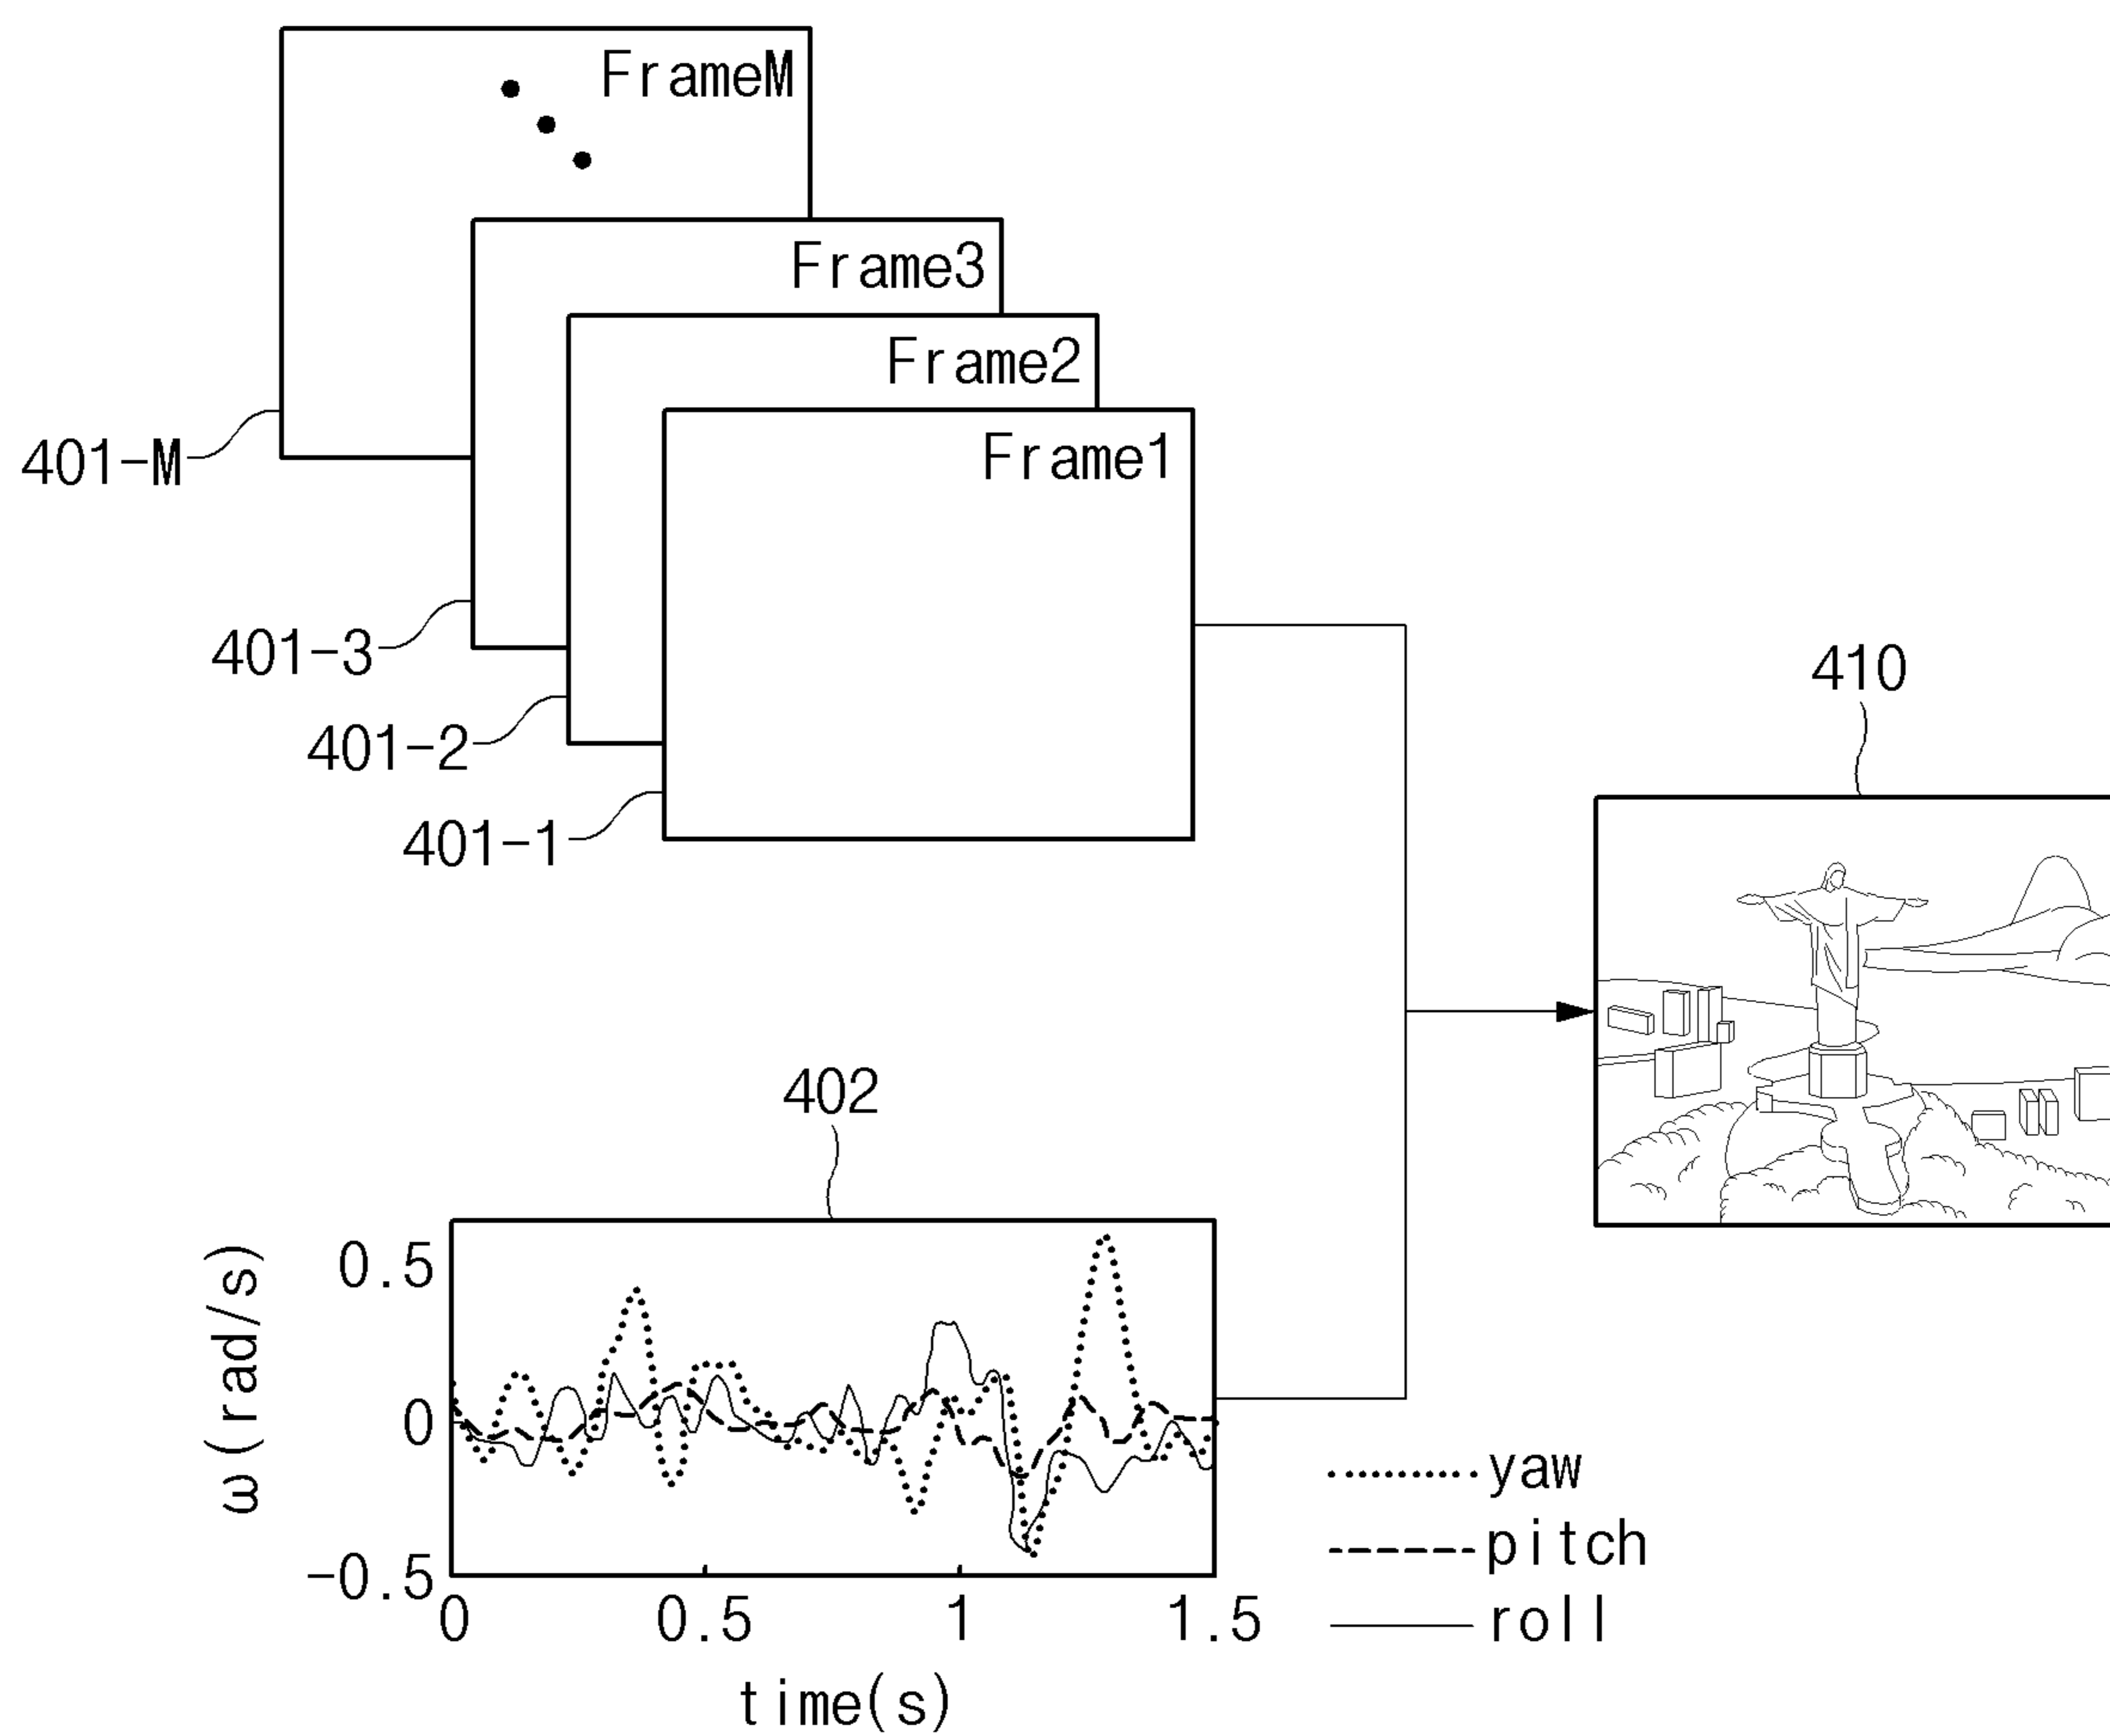 FrameM
Frame3
Frame2
Frame1
401-M
401-3
401-2
401-1
410
402
ω(rad/s)
0.5
0
-0.5
0 0.5 1 1.5
time(s)
yaw
pitch
roll